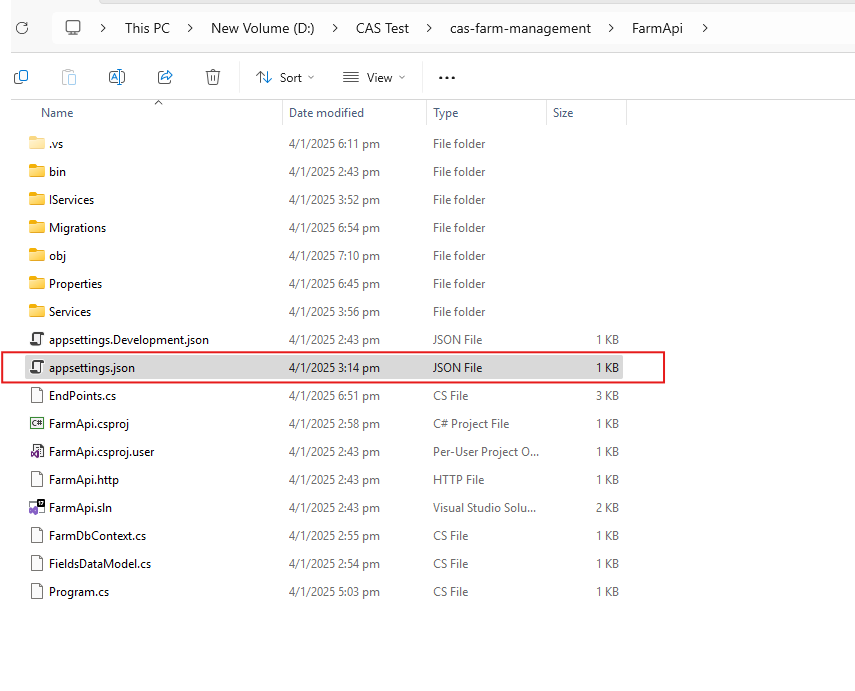 This PC > New Volume (D:) > CAS Test > cas-farm-management > FarmApi >
Sort View ...
Name Date modified Type Size
.vs 4/1/2025 6:11 pm File folder
bin 4/1/2025 2:43 pm File folder
IServices 4/1/2025 3:52 pm File folder
Migrations 4/1/2025 6:54 pm File folder
obj 4/1/2025 7:10 pm File folder
Properties 4/1/2025 6:45 pm File folder
Services 4/1/2025 3:56 pm File folder
appsettings.Development.json 4/1/2025 2:43 pm JSON File 1 KB
appsettings.json 4/1/2025 3:14 pm JSON File 1 KB
EndPoints.cs 4/1/2025 6:51 pm CS File 3 KB
FarmApi.csproj 4/1/2025 2:58 pm C# Project File 1 KB
FarmApi.csproj.user 4/1/2025 2:43 pm Per-User Project O... 1 KB
FarmApi.http 4/1/2025 2:43 pm HTTP File 1 KB
FarmApi.sln 4/1/2025 2:43 pm Visual Studio Solu... 2 KB
FarmDbContext.cs 4/1/2025 2:55 pm CS File 1 KB
FieldsDataModel.cs 4/1/2025 2:54 pm CS File 1 KB
Program.cs 4/1/2025 5:03 pm CS File 1 KB